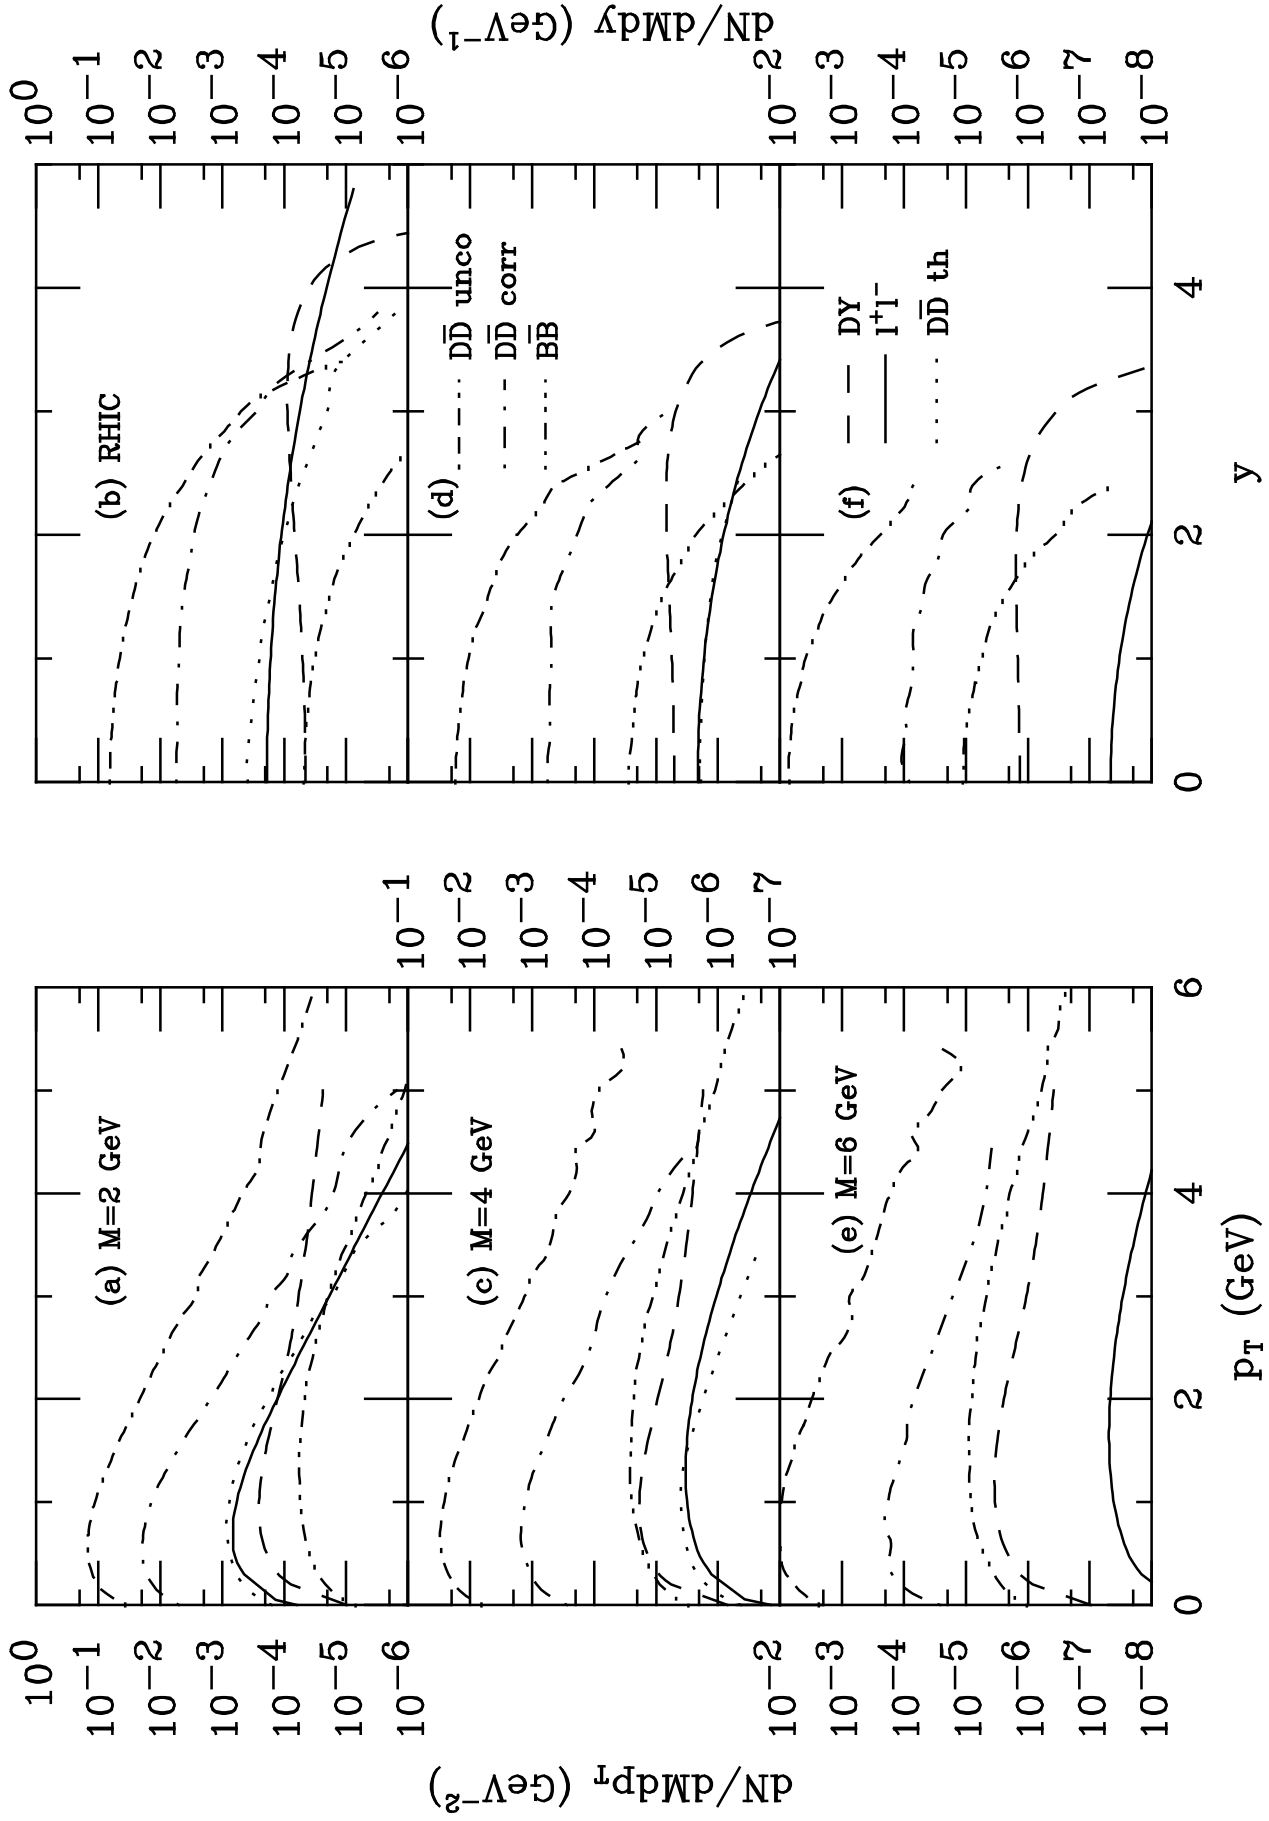 dN/dMdp_T (GeV^-2)
10^0
10^-1
10^-2
10^-3
10^-4
10^-5
10^-6
10^-2
10^-3
10^-4
10^-5
10^-6
10^-7
10^-8
(a) M=2 GeV
(c) M=4 GeV
(e) M=6 GeV
0
2
4
6
p_T (GeV)
10^-1
10^-2
10^-3
10^-4
10^-5
10^-6
10^-7
(b) RHIC
(d)
DD̅ unco
DD̅ corr
BB̅
(f)
DY
l^+l^-
DD̅ th
0
2
4
y
10^0
10^-1
10^-2
10^-3
10^-4
10^-5
10^-6
10^-2
10^-3
10^-4
10^-5
10^-6
10^-7
10^-8
dN/dMdy (GeV^-1)